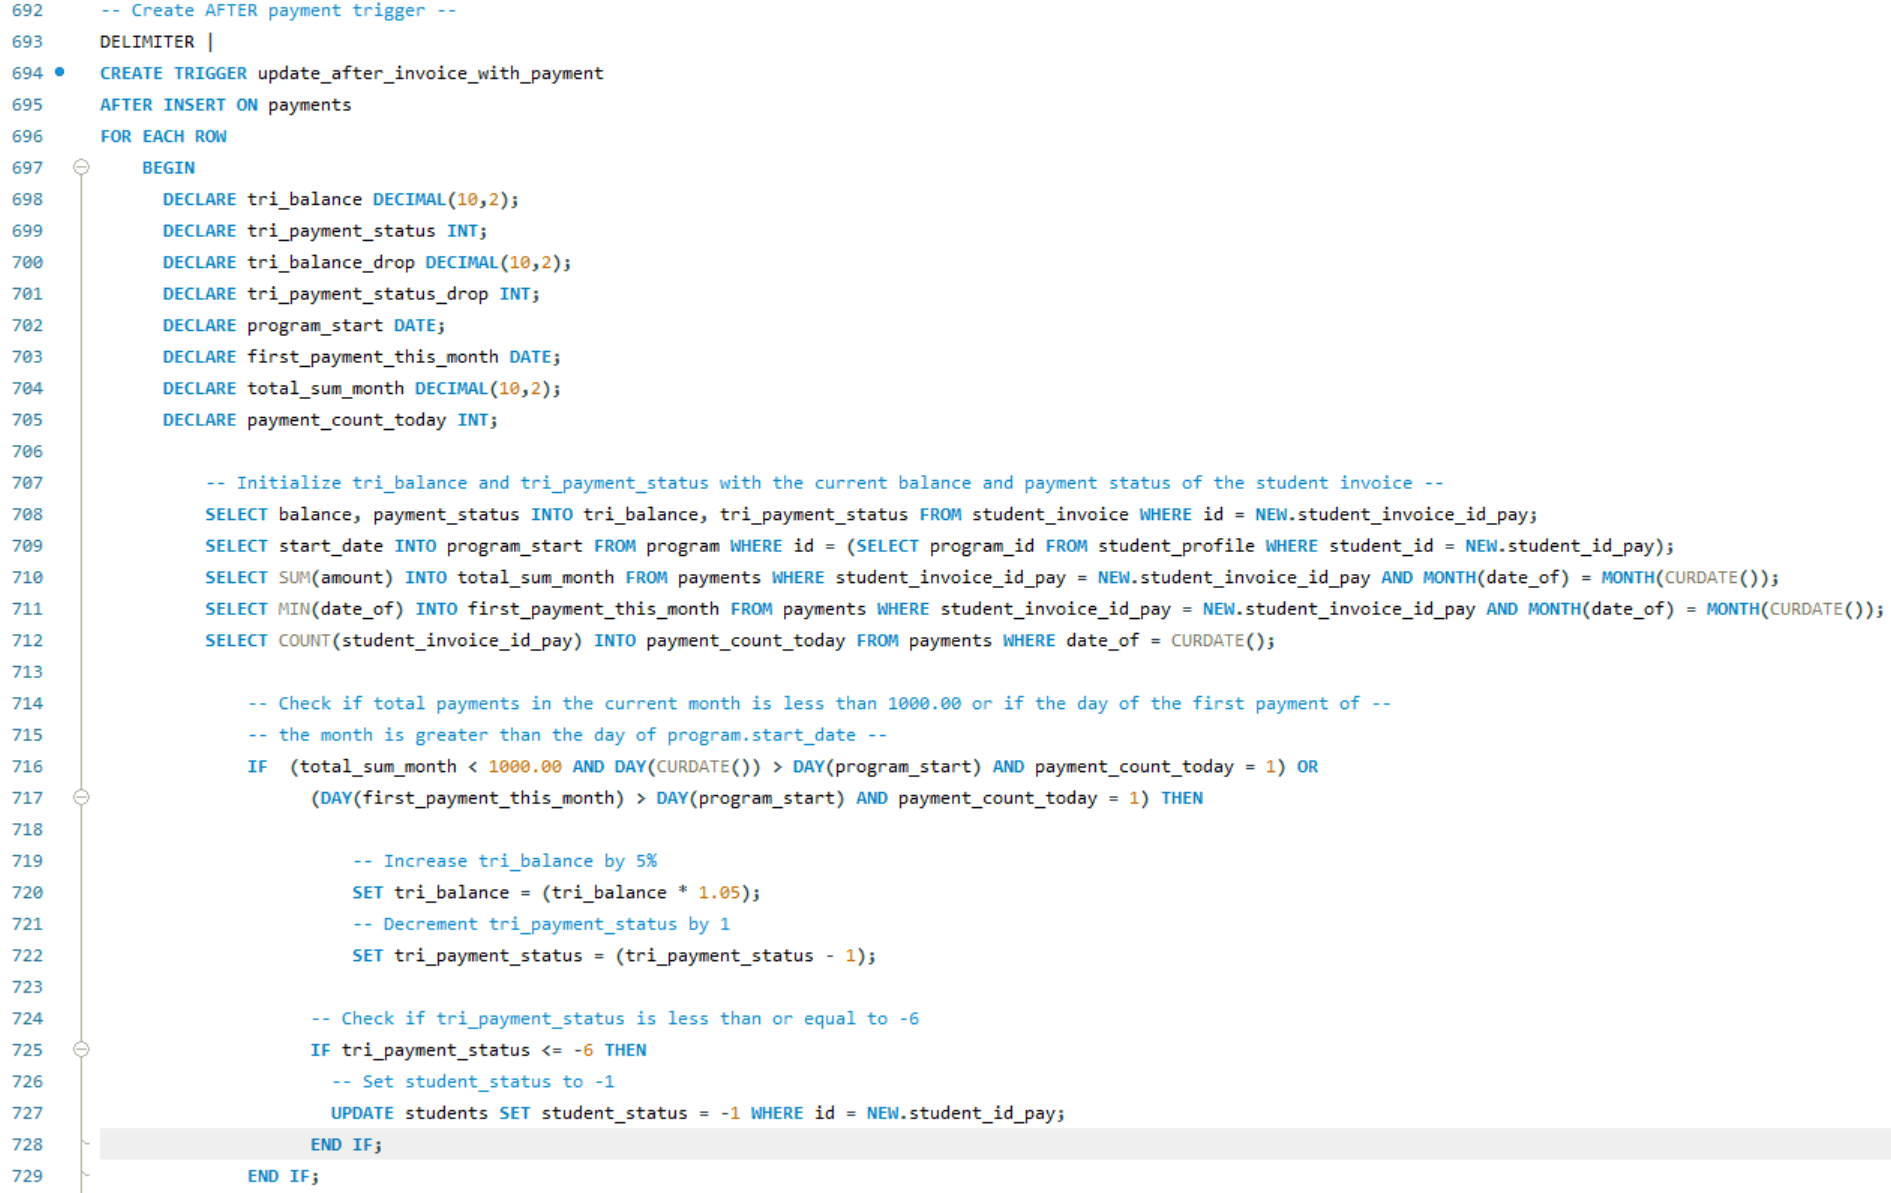 692 -- Create AFTER payment trigger --
693 DELIMITER |
694 CREATE TRIGGER update_after_invoice_with_payment
695 AFTER INSERT ON payments
696 FOR EACH ROW
697 BEGIN
698 DECLARE tri_balance DECIMAL(10,2);
699 DECLARE tri_payment_status INT;
700 DECLARE tri_balance_drop DECIMAL(10,2);
701 DECLARE tri_payment_status_drop INT;
702 DECLARE program_start DATE;
703 DECLARE first_payment_this_month DATE;
704 DECLARE total_sum_month DECIMAL(10,2);
705 DECLARE payment_count_today INT;
706
707 -- Initialize tri_balance and tri_payment_status with the current balance and payment status of the student invoice --
708 SELECT balance, payment_status INTO tri_balance, tri_payment_status FROM student_invoice WHERE id = NEW.student_invoice_id_pay;
709 SELECT start_date INTO program_start FROM program WHERE id = (SELECT program_id FROM student_profile WHERE student_id = NEW.student_id_pay);
710 SELECT SUM(amount) INTO total_sum_month FROM payments WHERE student_invoice_id_pay = NEW.student_invoice_id_pay AND MONTH(date_of) = MONTH(CURDATE());
711 SELECT MIN(date_of) INTO first_payment_this_month FROM payments WHERE student_invoice_id_pay = NEW.student_invoice_id_pay AND MONTH(date_of) = MONTH(CURDATE());
712 SELECT COUNT(student_invoice_id_pay) INTO payment_count_today FROM payments WHERE date_of = CURDATE();
713
714 -- Check if total payments in the current month is less than 1000.00 or if the day of the first payment of --
715 -- the month is greater than the day of program.start_date --
716 IF (total_sum_month < 1000.00 AND DAY(CURDATE()) > DAY(program_start) AND payment_count_today = 1) OR
717 (DAY(first_payment_this_month) > DAY(program_start) AND payment_count_today = 1) THEN
718
719 -- Increase tri_balance by 5%
720 SET tri_balance = (tri_balance * 1.05);
721 -- Decrement tri_payment_status by 1
722 SET tri_payment_status = (tri_payment_status - 1);
723
724 -- Check if tri_payment_status is less than or equal to -6
725 IF tri_payment_status <= -6 THEN
726 -- Set student_status to -1
727 UPDATE students SET student_status = -1 WHERE id = NEW.student_id_pay;
728 END IF;
729 END IF;